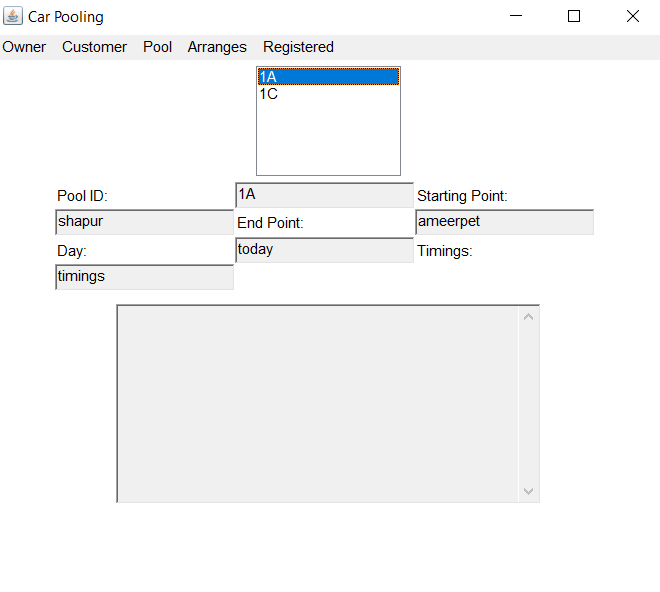 Car Pooling
Owner Customer Pool Arranges Registered
1A
1C
Pool ID: 1A Starting Point:
shapur End Point: ameerpet
Day: today Timings:
timings